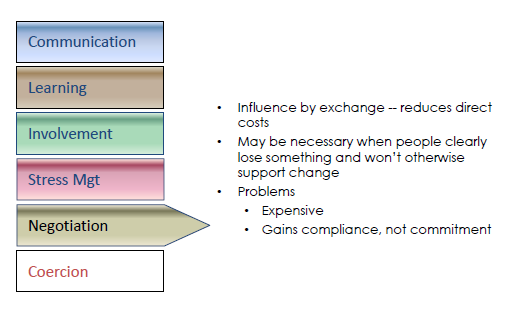 Communication
Learning
Involvement
Stress Mgt
Negotiation
Coercion
• Influence by exchange -- reduces direct
costs
• May be necessary when people clearly
lose something and won't otherwise
support change
• Problems
• Expensive
• Gains compliance, not commitment